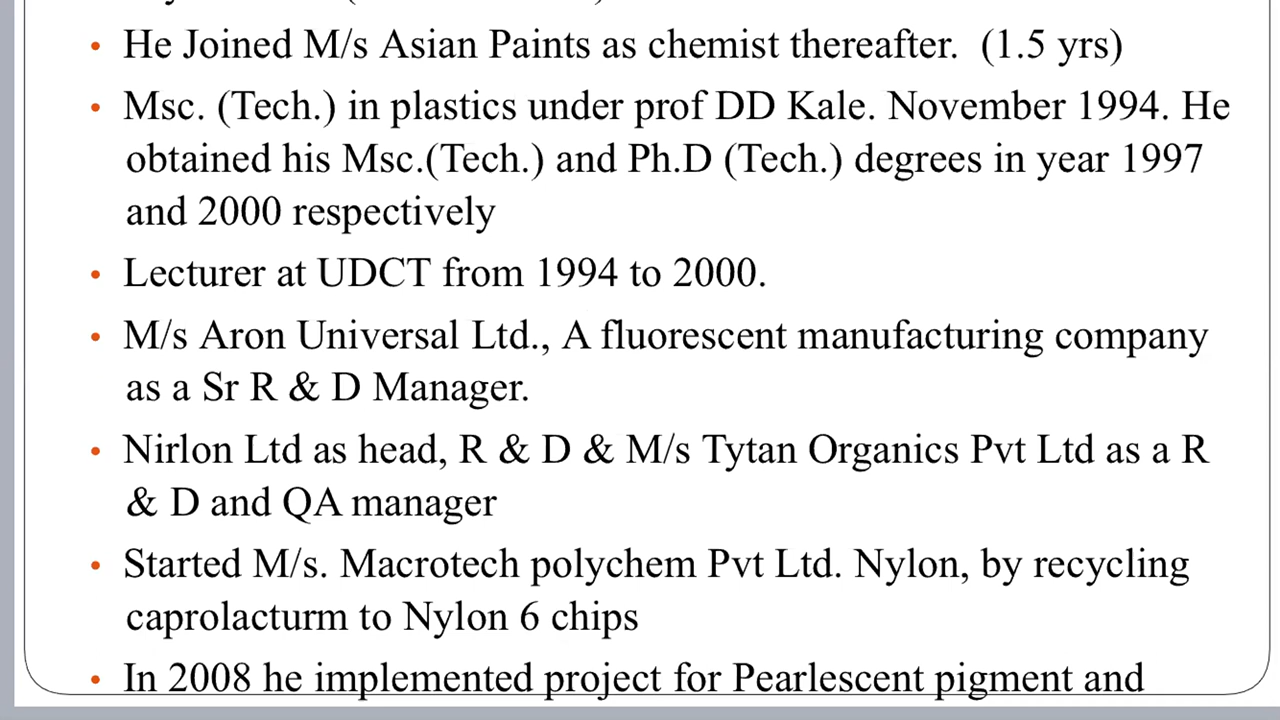 • He Joined M/s Asian Paints as chemist thereafter. (1.5 yrs)
• Msc. (Tech.) in plastics under prof DD Kale. November 1994. He
obtained his Msc.(Tech.) and Ph.D (Tech.) degrees in year 1997
and 2000 respectively
• Lecturer at UDCT from 1994 to 2000.
• M/s Aron Universal Ltd., A fluorescent manufacturing company
as a Sr R & D Manager.
• Nirlon Ltd as head, R & D & M/s Tytan Organics Pvt Ltd as a R
& D and QA manager
• Started M/s. Macrotech polychem Pvt Ltd. Nylon, by recycling
caprolacturm to Nylon 6 chips
• In 2008 he implemented project for Pearlescent pigment and